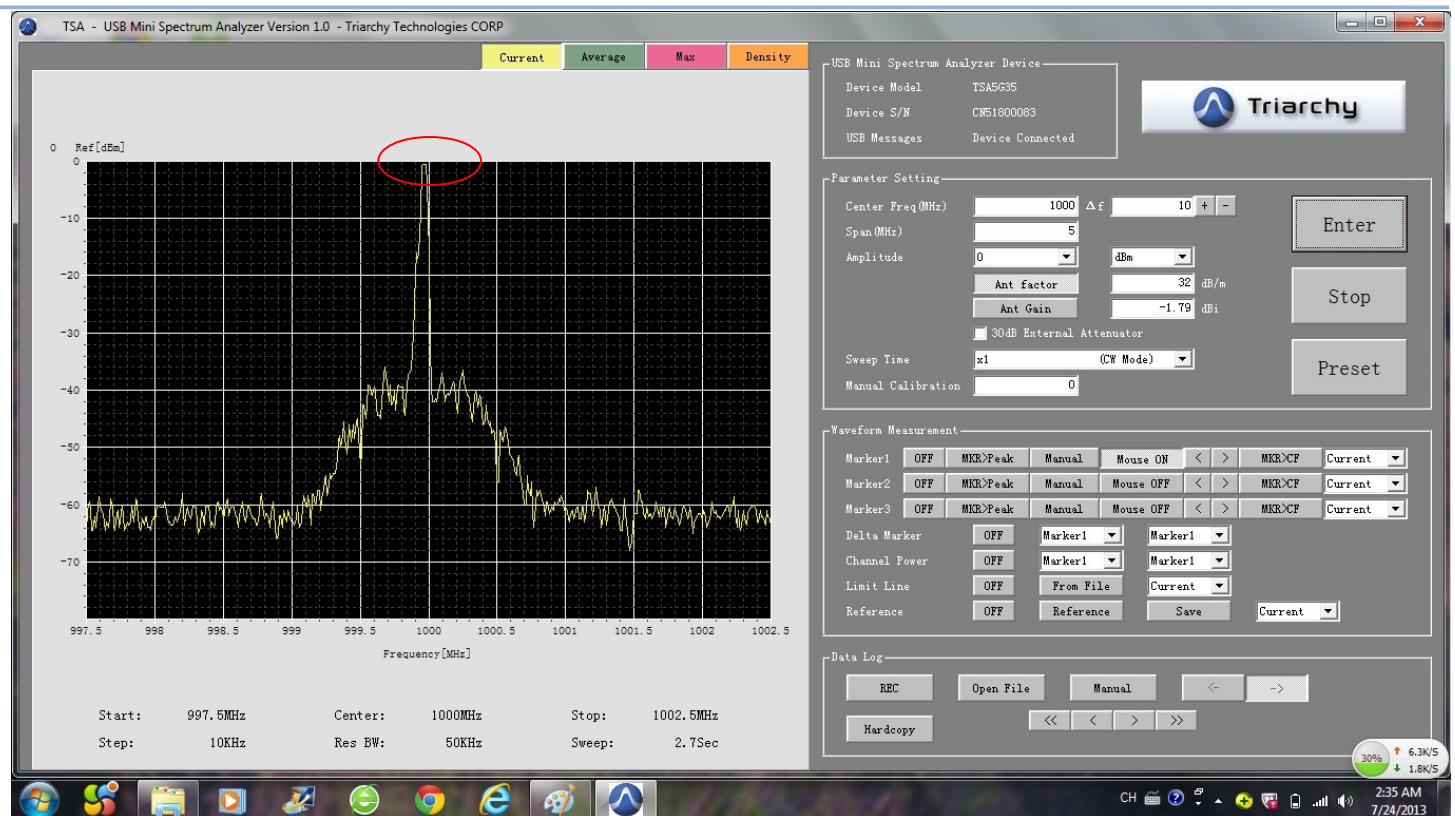 TSA - USB Mini Spectrum Analyzer Version 1.0 - Triarchy Technologies CORP
Current Average Max Density
0 Ref[dBm]
0
-10
-20
-30
-40
-50
-60
-70
997.5 998 998.5 999 999.5 1000 1000.5 1001 1001.5 1002 1002.5
Frequency[MHz]
Start: 997.5MHz Center: 1000MHz Stop: 1002.5MHz
Step: 10KHz Res BW: 50KHz Sweep: 2.7Sec
USB Mini Spectrum Analyzer Device
Device Model TSA5G35
Device S/N CN51800083
USB Messages Device Connected
Triarchy
Parameter Setting
Center Freq(MHz) 1000 Δf 10 + -
Span(MHz) 5
Amplitude 0 dBm
Ant factor 32 dB/m
Ant Gain -1.79 dBi
30dB External Attenuator
Sweep Time x1 (CW Mode)
Manual Calibration 0
Enter
Stop
Preset
Waveform Measurement
Marker1 OFF MKR>Peak Manual Mouse ON < > MKR>CF Current
Marker2 OFF MKR>Peak Manual Mouse OFF < > MKR>CF Current
Marker3 OFF MKR>Peak Manual Mouse OFF < > MKR>CF Current
Delta Marker OFF Marker1 Marker1
Channel Power OFF Marker1 Marker1
Limit Line OFF From File Current
Reference OFF Reference Save Current
Data Log
REC Open File Manual <- ->
Hardcopy << < > >>
30% 6.3K/S
1.8K/S
CH
2:35 AM
7/24/2013